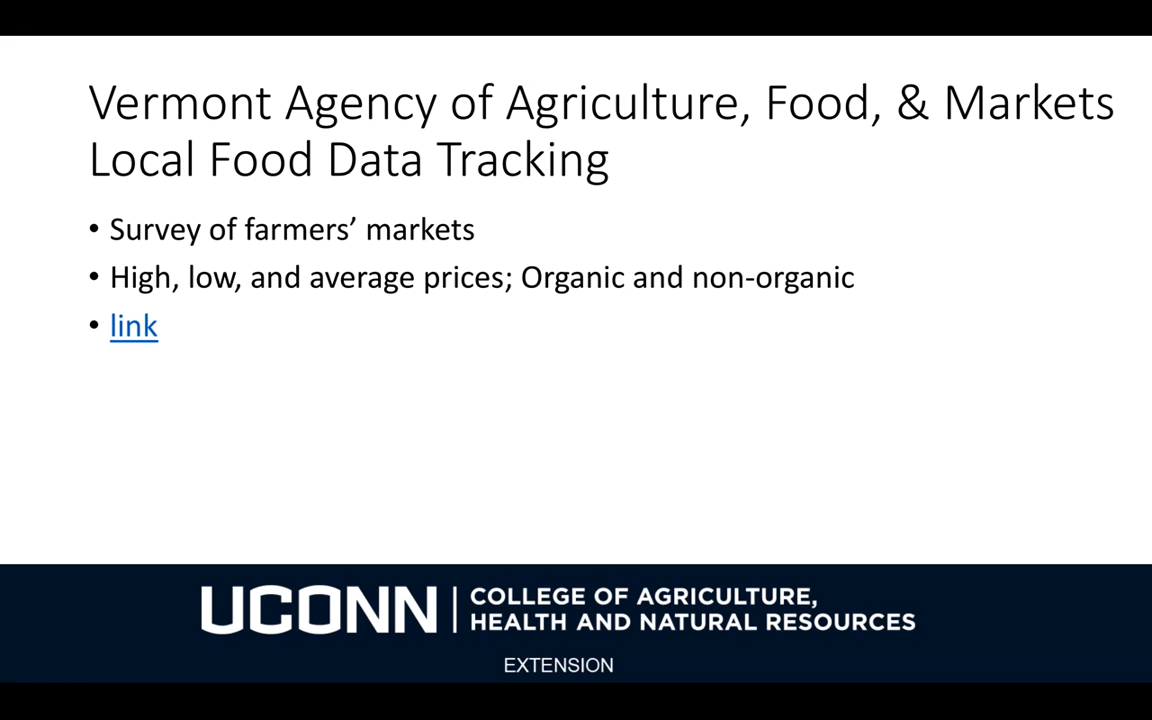 Vermont Agency of Agriculture, Food, & Markets
Local Food Data Tracking
• Survey of farmers’ markets
• High, low, and average prices; Organic and non-organic
• link
UCONN | COLLEGE OF AGRICULTURE,
HEALTH AND NATURAL RESOURCES
EXTENSION